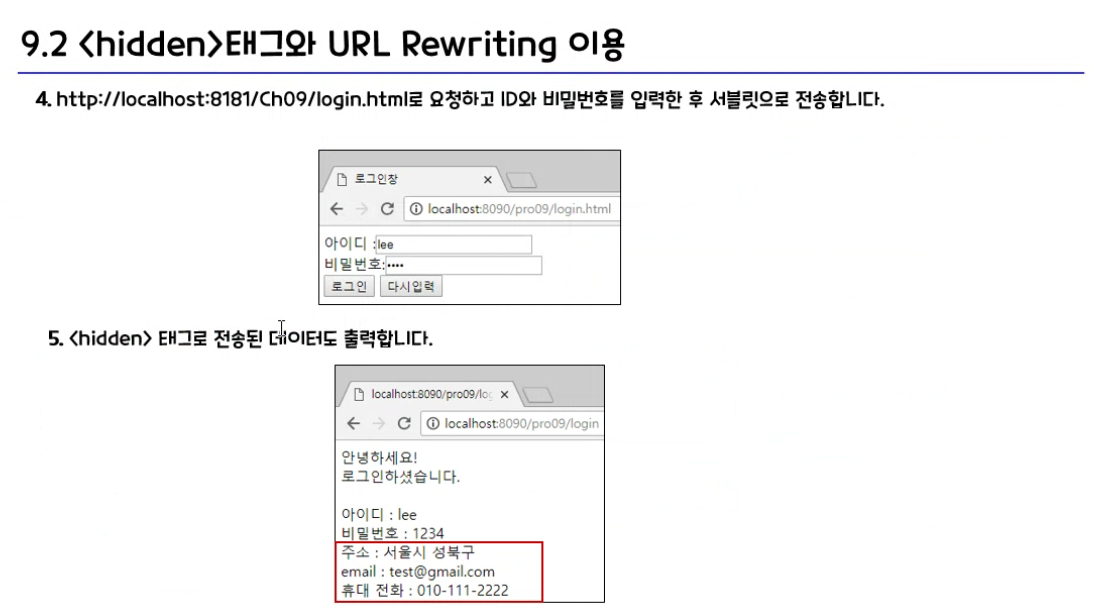 9.2 <hidden>태그와 URL Rewriting 이용
4. http://localhost:8181/Ch09/login.html로 요청하고 ID와 비밀번호를 입력한 후 서블릿으로 전송합니다.
로그인창
localhost:8090/pro09/login.html
아이디 :lee
비밀번호:••••
로그인 다시입력
5. <hidden> 태그로 전송된 데이터도 출력합니다.
localhost:8090/pro09/lo
localhost:8090/pro09/login
안녕하세요!
로그인하셨습니다.
아이디 : lee
비밀번호 : 1234
주소 : 서울시 성북구
email : test@gmail.com
휴대 전화 : 010-111-2222